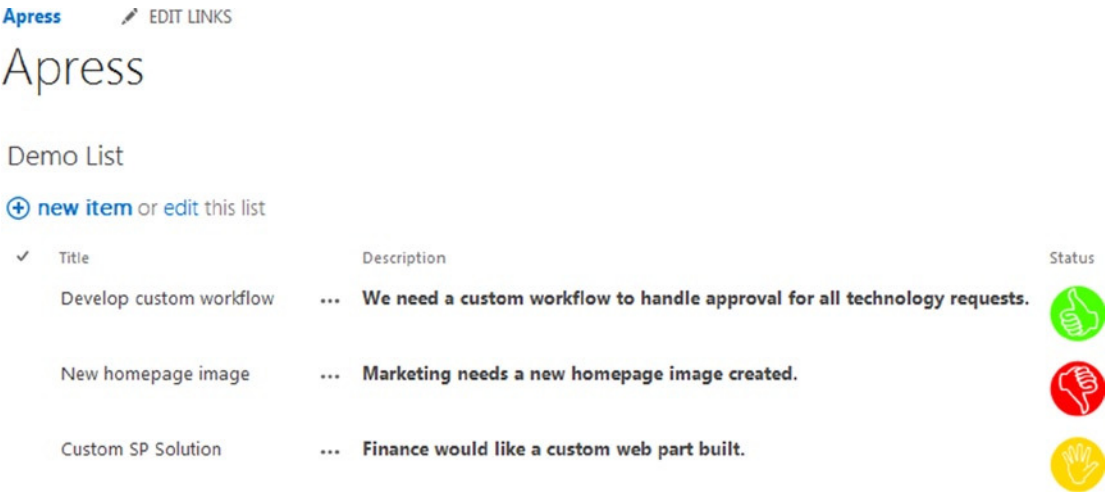 Apress EDIT LINKS
Apress
Demo List
new item or edit this list
Title Description Status
Develop custom workflow ... We need a custom workflow to handle approval for all technology requests.
New homepage image ... Marketing needs a new homepage image created.
Custom SP Solution ... Finance would like a custom web part built.